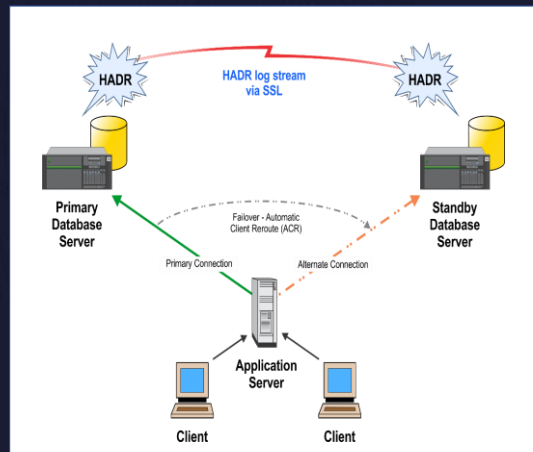 HADR
HADR
HADR log stream
via SSL
Primary
Database
Server
Standby
Database
Server
Failover - Automatic
Client Reroute (ACR)
Primary Connection
Alternate Connection
Application
Server
Client
Client